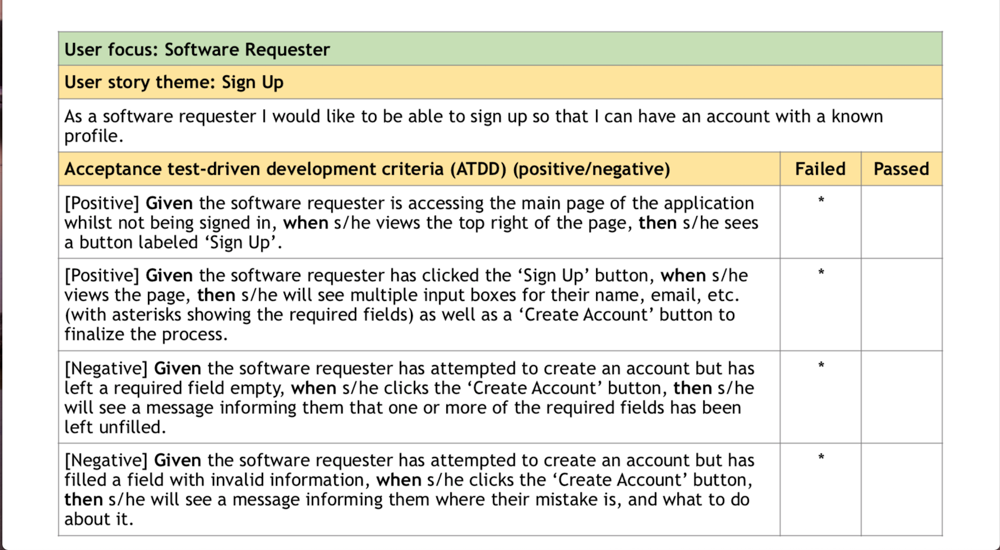 User focus: Software Requester
User story theme: Sign Up
As a software requester I would like to be able to sign up so that I can have an account with a known
profile.
Acceptance test-driven development criteria (ATDD) (positive/negative) Failed Passed
[Positive] Given the software requester is accessing the main page of the application *
whilst not being signed in, when s/he views the top right of the page, then s/he sees
a button labeled ‘Sign Up’.
[Positive] Given the software requester has clicked the ‘Sign Up’ button, when s/he *
views the page, then s/he will see multiple input boxes for their name, email, etc.
(with asterisks showing the required fields) as well as a ‘Create Account’ button to
finalize the process.
[Negative] Given the software requester has attempted to create an account but has *
left a required field empty, when s/he clicks the ‘Create Account’ button, then s/he
will see a message informing them that one or more of the required fields has been
left unfilled.
[Negative] Given the software requester has attempted to create an account but has *
filled a field with invalid information, when s/he clicks the ‘Create Account’ button,
then s/he will see a message informing them where their mistake is, and what to do
about it.